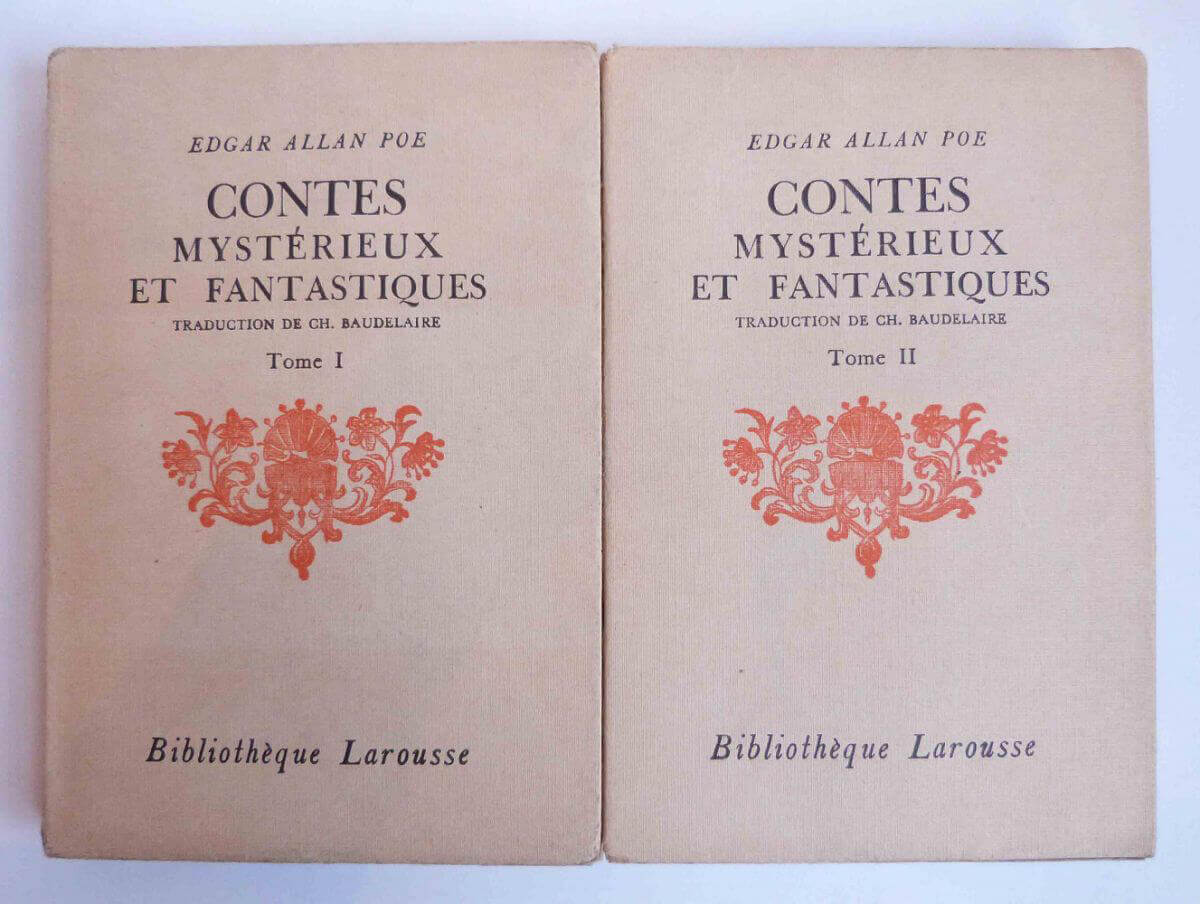 EDGAR ALLAN POE
CONTES
MYSTÉRIEUX
ET FANTASTIQUES
TRADUCTION DE CH. BAUDELAIRE
Tome I
Bibliothèque Larousse
EDGAR ALLAN POE
CONTES
MYSTÉRIEUX
ET FANTASTIQUES
TRADUCTION DE CH. BAUDELAIRE
Tome II
Bibliothèque Larousse